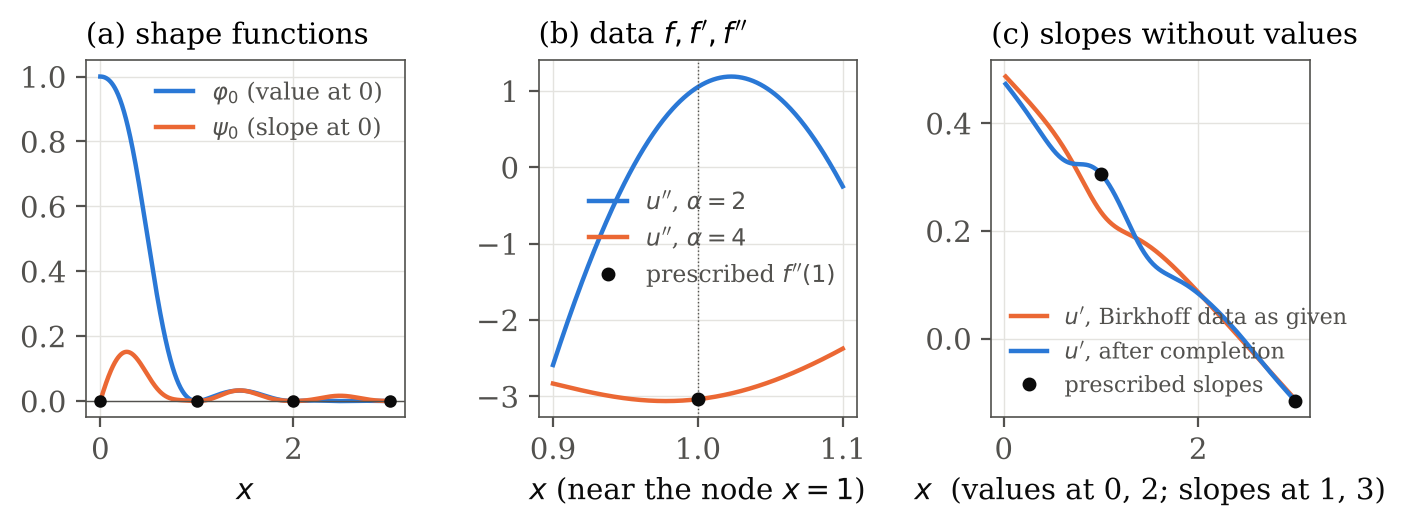 (a) shape functions
1.0
0.8
0.6
0.4
0.2
0.0
φ₀ (value at 0)
ψ₀ (slope at 0)
0
2
x
(b) data f, f′, f″
1
0
−1
−2
−3
u″, α = 2
u″, α = 4
prescribed f″(1)
0.9
1.0
1.1
x (near the node x = 1)
(c) slopes without values
0.4
0.2
0.0
u′, Birkhoff data as given
u′, after completion
prescribed slopes
0
2
x (values at 0, 2; slopes at 1, 3)